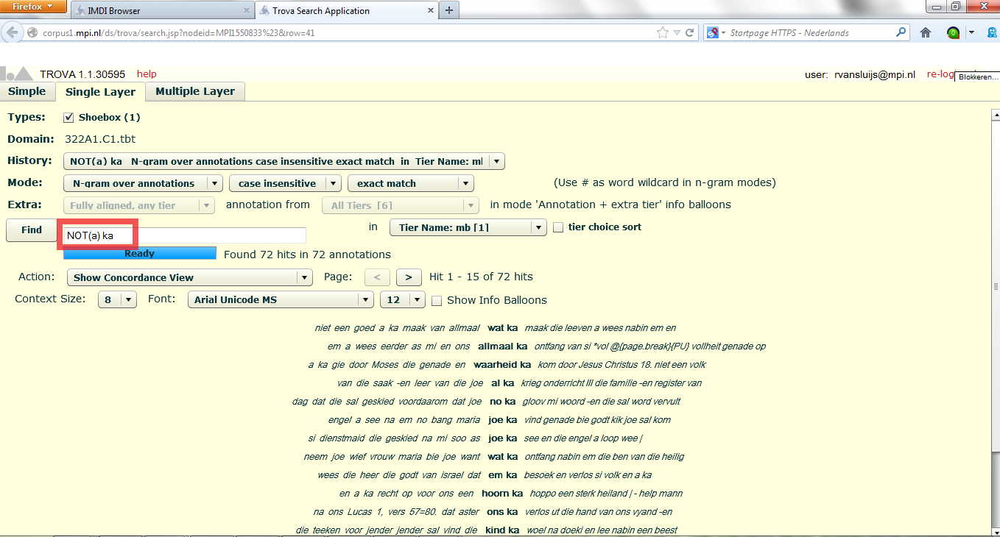 Firefox
IMDI Browser
Trova Search Application
corpus1.mpi.nl/ds/trova/search.jsp?nodeid=MPI1550833%23&row=41
Startpage HTTPS - Nederlands
0
TROVA 1.1.30595 help
user: rvansluijs@mpi.nl
Blokkeren...
Simple Single Layer Multiple Layer
Types: Shoebox (1)
Domain: 322A1.C1.tbt
History: NOT(a) ka N-gram over annotations case insensitive exact match in Tier Name: ml
Mode: N-gram over annotations case insensitive exact match (Use # as word wildcard in n-gram modes)
Extra: Fully aligned, any tier annotation from All Tiers [6] in mode 'Annotation + extra tier' info balloons
Find NOT(a) ka in Tier Name: mb [1] tier choice sort
Ready Found 72 hits in 72 annotations
Action: Show Concordance View Page: < > Hit 1 - 15 of 72 hits
Context Size: 8 Font: Arial Unicode MS 12 Show Info Balloons
niet een goed a ka maak van allmaal wat ka maak die leeven a wees nabin em en
em a wees eerder as mi en ons allmaal ka ontfang van si *vol @{page.break}{PU} vollheit genade op
a ka gie door Moses die genade en waarheid ka kom door Jesus Christus 18. niet een volk
van die saak -en leer van die joe al ka krieg onderricht III die familie -en register van
dag dat die sal geskied voordaarom dat joe no ka gloov mi woord -en die sal word vervult
engel a see na em no bang maria joe ka vind genade bie godt kik joe sal kom
si dienstmaid die geskied na mi soo as joe ka see en die engel a loop wee |
neem joe wief vrouw maria bie joe want wat ka ontfang nabin em die ben van die heilig
wees die heer die godt van israel dat em ka besoek en verlos si volk en a ka
en a ka recht op voor ons een hoorn ka hoppo een sterk heiland | - help mann
na ons Lucas 1, vers 57=80. dat aster ons ka verlos ut die hand van ons vyand -en
die teeken voor jender jender sal vind die kind ka woel na doeki en lee nabin een beest